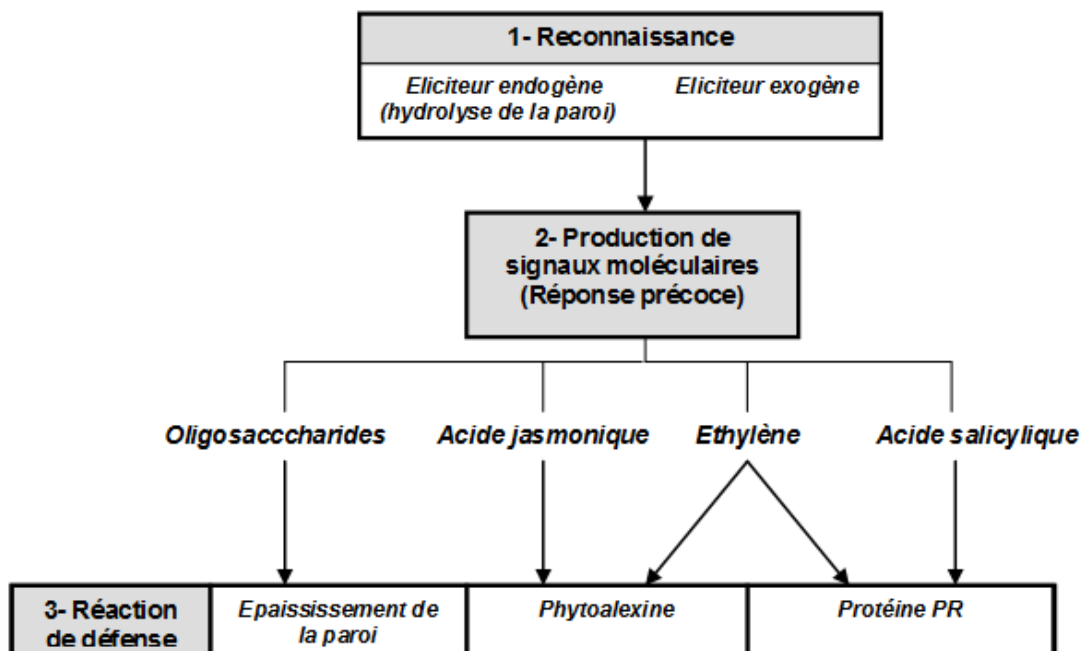 1- Reconnaissance
Eliciteur endogène
(hydrolyse de la paroi)
Eliciteur exogène
2- Production de
signaux moléculaires
(Réponse précoce)
Oligosacccharides
Acide jasmonique
Ethylène
Acide salicylique
3- Réaction
de défense
Epaississement de
la paroi
Phytoalexine
Protéine PR